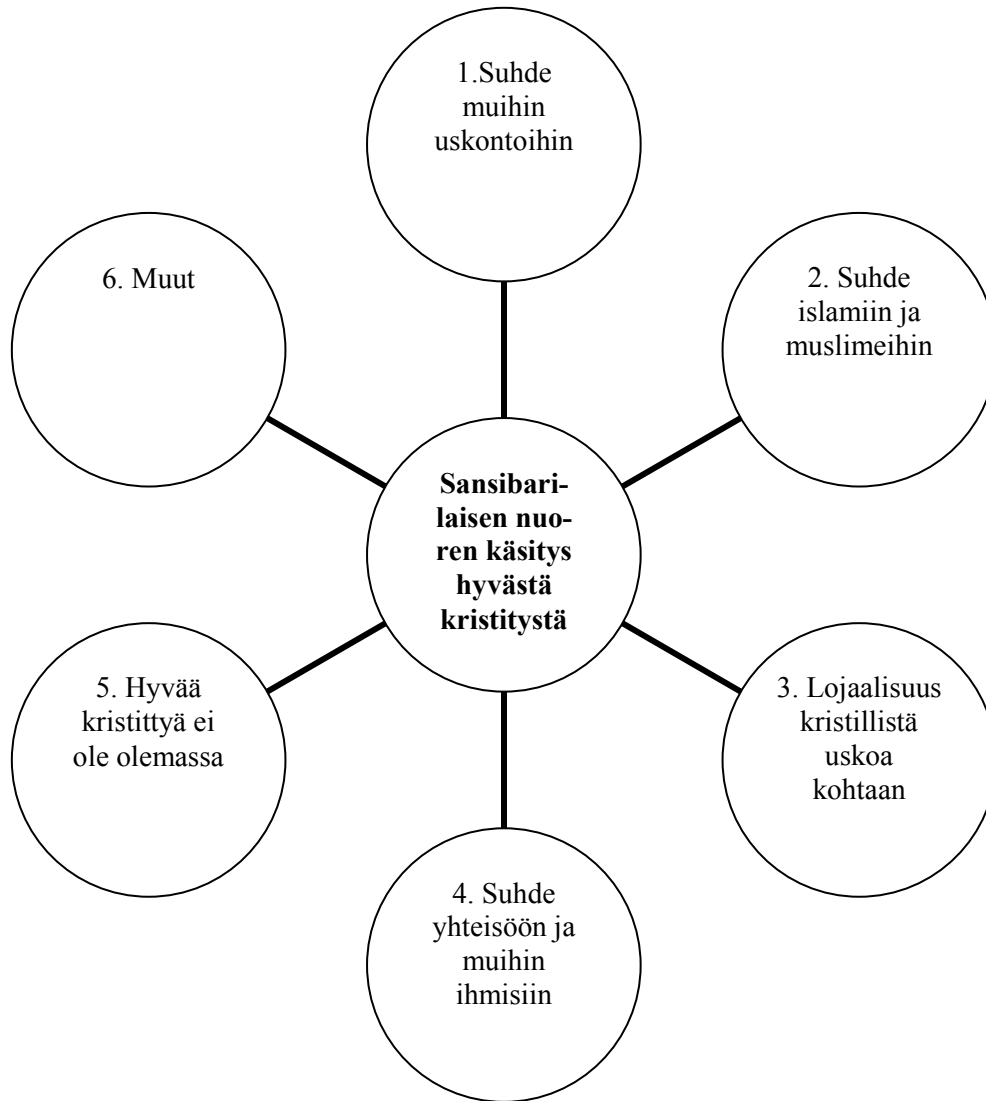 1.Suhde
muihin
uskontoihin
2. Suhde
islamiin ja
muslimeihin
3. Lojaalisuus
kristillistä
uskoa
kohtaan
4. Suhde
yhteisöön ja
muihin
ihmisiin
5. Hyvää
kristittyä ei
ole olemassa
6. Muut
Sansibari-
laisen nuo-
ren käsitys
hyvästä
kristitystä